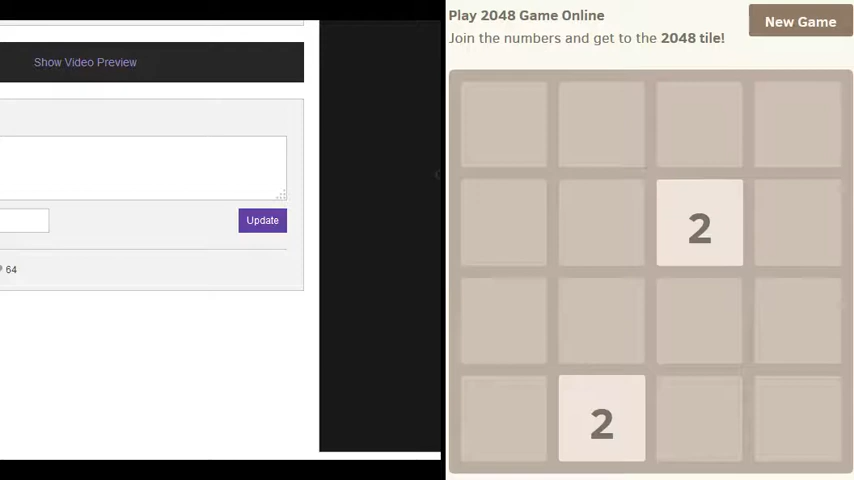 Play 2048 Game Online
New Game
Join the numbers and get to the 2048 tile!
Show Video Preview
Update
64
2
2